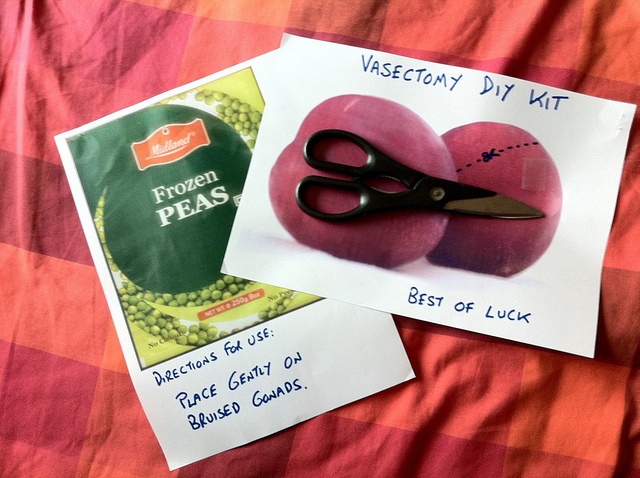 VASECTOMY DIY KIT
BEST OF LUCK
Midland
Frozen
PEAS
NET WT. e 250g 8oz
DIRECTIONS FOR USE:
PLACE GENTLY ON
BRUISED GONADS.